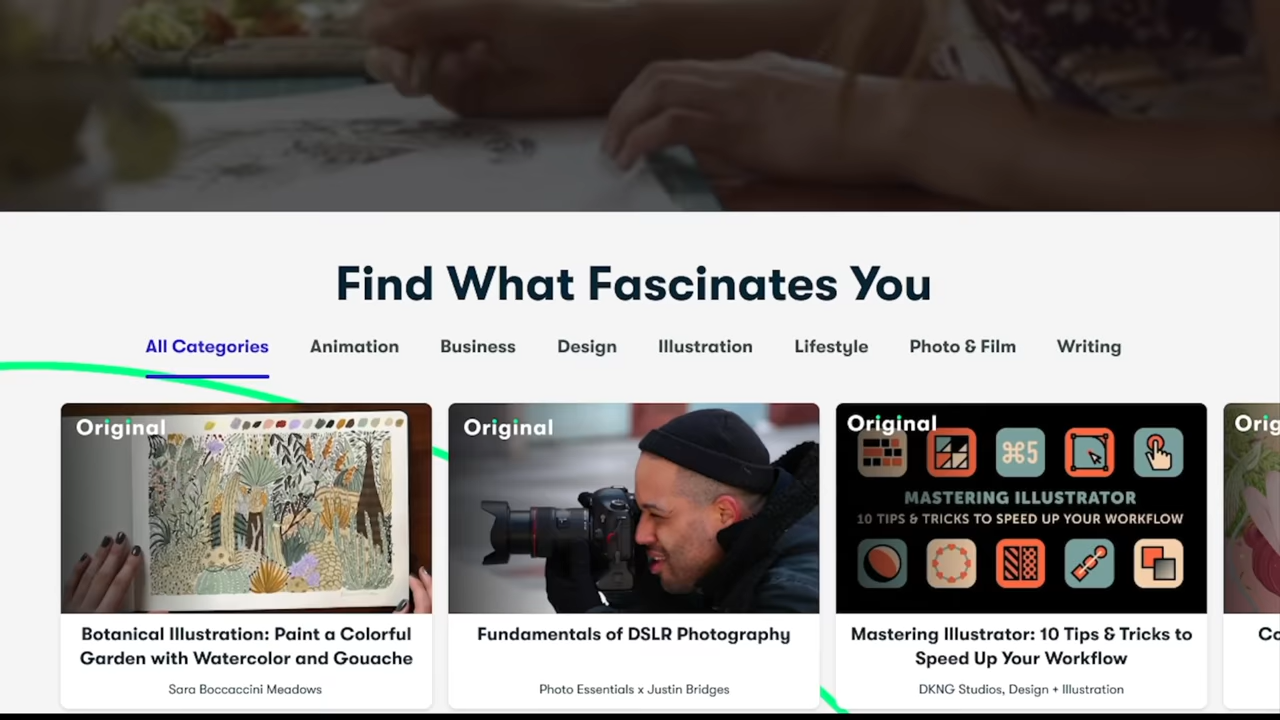 Find What Fascinates You
All Categories Animation Business Design Illustration Lifestyle Photo & Film Writing
Original
Botanical Illustration: Paint a Colorful
Garden with Watercolor and Gouache
Sara Boccaccini Meadows
Original
Fundamentals of DSLR Photography
Photo Essentials x Justin Bridges
Original
⌘5
MASTERING ILLUSTRATOR
10 TIPS & TRICKS TO SPEED UP YOUR WORKFLOW
Mastering Illustrator: 10 Tips & Tricks to
Speed Up Your Workflow
DKNG Studios, Design + Illustration
Orig
Co